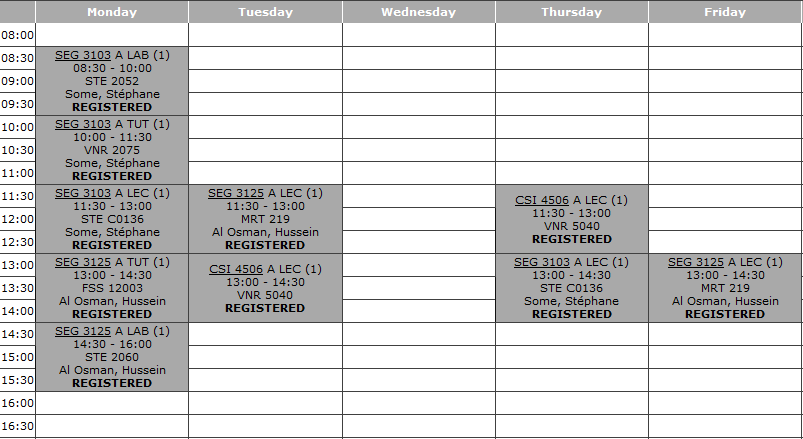 Monday Tuesday Wednesday Thursday Friday
08:00
08:30
09:00
09:30
SEG 3103 A LAB (1)
08:30 - 10:00
STE 2052
Some, Stéphane
REGISTERED
10:00
10:30
11:00
SEG 3103 A TUT (1)
10:00 - 11:30
VNR 2075
Some, Stéphane
REGISTERED
11:30
12:00
12:30
SEG 3103 A LEC (1)
11:30 - 13:00
STE C0136
Some, Stéphane
REGISTERED
SEG 3125 A LEC (1)
11:30 - 13:00
MRT 219
Al Osman, Hussein
REGISTERED
CSI 4506 A LEC (1)
11:30 - 13:00
VNR 5040
REGISTERED
13:00
13:30
14:00
SEG 3125 A TUT (1)
13:00 - 14:30
FSS 12003
Al Osman, Hussein
REGISTERED
CSI 4506 A LEC (1)
13:00 - 14:30
VNR 5040
REGISTERED
SEG 3103 A LEC (1)
13:00 - 14:30
STE C0136
Some, Stéphane
REGISTERED
SEG 3125 A LEC (1)
13:00 - 14:30
MRT 219
Al Osman, Hussein
REGISTERED
14:30
15:00
15:30
SEG 3125 A LAB (1)
14:30 - 16:00
STE 2060
Al Osman, Hussein
REGISTERED
16:00
16:30